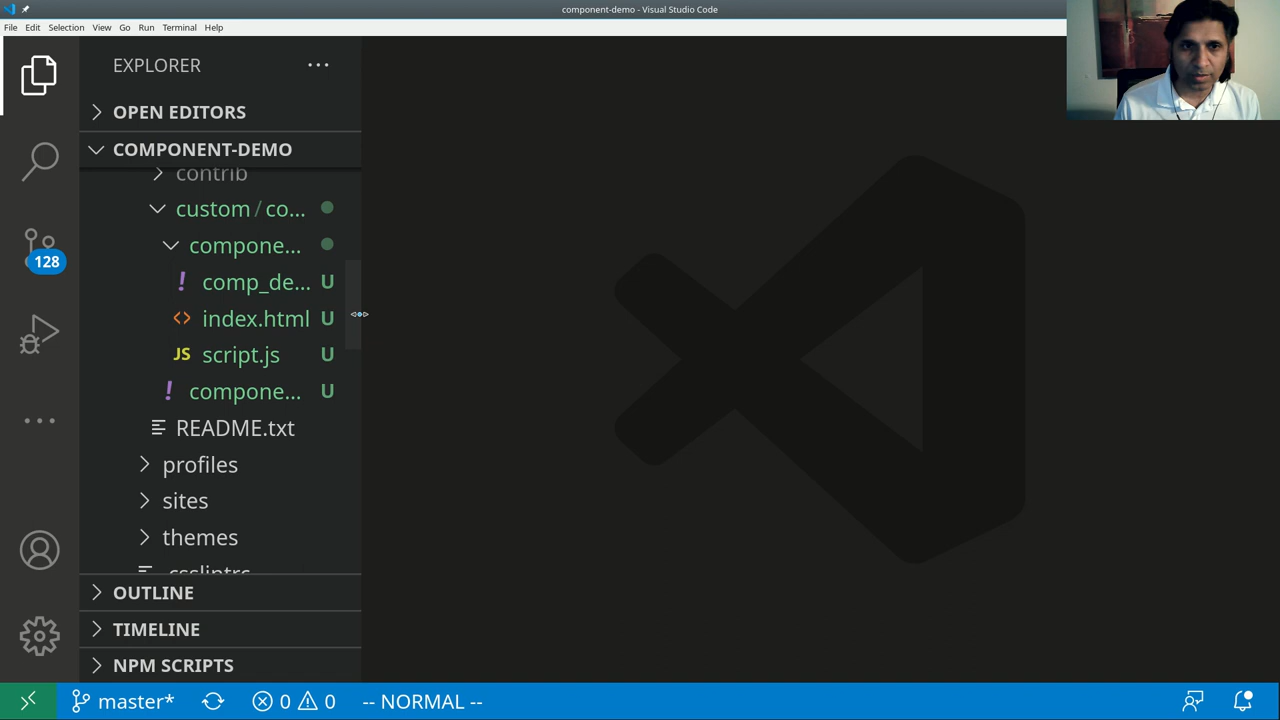 component-demo - Visual Studio Code
File Edit Selection View Go Run Terminal Help
EXPLORER
OPEN EDITORS
COMPONENT-DEMO
contrib
custom / co...
compone...
comp_de... U
index.html U
JS script.js U
compone... U
README.txt
profiles
sites
themes
.csslintrc
OUTLINE
TIMELINE
NPM SCRIPTS
128
master* 0 0 -- NORMAL --